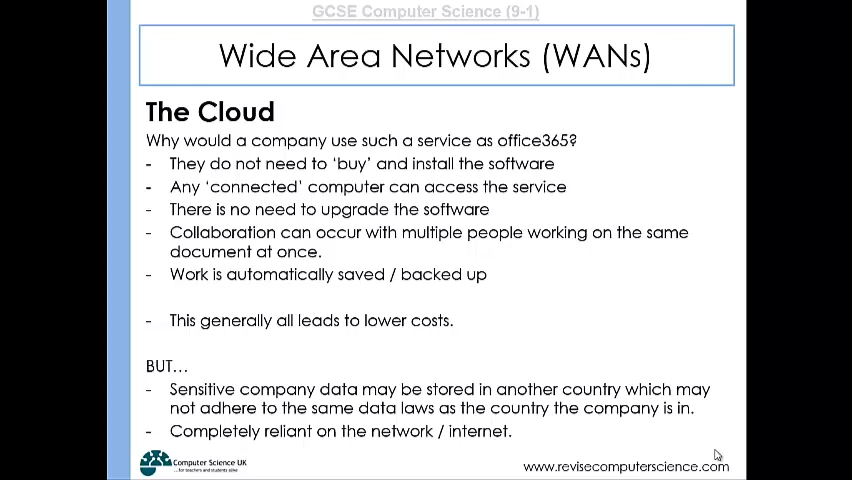 GCSE Computer Science (9-1)
Wide Area Networks (WANs)
The Cloud
Why would a company use such a service as office365?
- They do not need to 'buy' and install the software
- Any 'connected' computer can access the service
- There is no need to upgrade the software
- Collaboration can occur with multiple people working on the same
document at once.
- Work is automatically saved / backed up
- This generally all leads to lower costs.
BUT...
- Sensitive company data may be stored in another country which may
not adhere to the same data laws as the country the company is in.
- Completely reliant on the network / internet.
Computer Science UK
...for teachers and students alike
www.revisecomputerscience.com